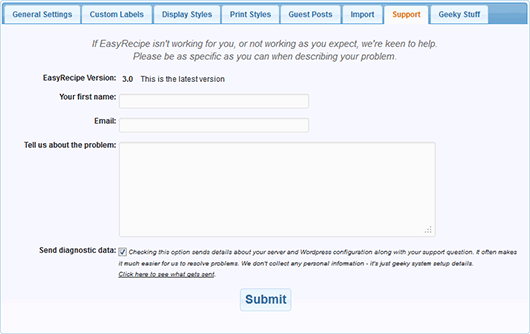 General Settings Custom Labels Display Styles Print Styles Guest Posts Import Support Geeky Stuff
If EasyRecipe isn't working for you, or not working as you expect, we're keen to help.
Please be as specific as you can when describing your problem.
EasyRecipe Version: 3.0 This is the latest version
Your first name:
Email:
Tell us about the problem:
Send diagnostic data: Checking this option sends details about your server and Wordpress configuration along with your support question. It often makes
it much easier for us to resolve problems. We don't collect any personal information - it's just geeky system setup details.
Click here to see what gets sent.
Submit